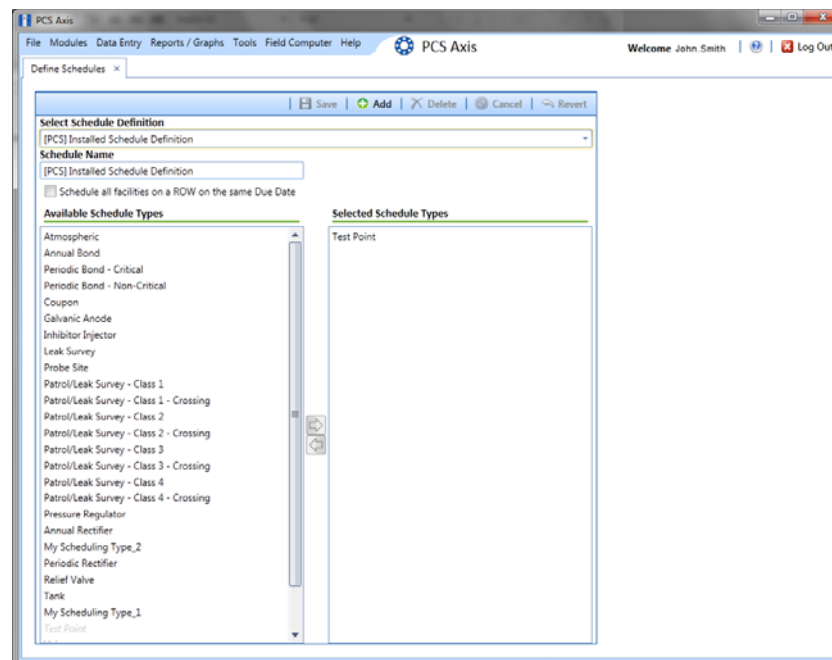 PCS Axis
File Modules Data Entry Reports / Graphs Tools Field Computer Help PCS Axis Welcome John.Smith | | Log Out
Define Schedules ×
| Save | Add | Delete | Cancel | Revert
Select Schedule Definition
[PCS] Installed Schedule Definition
Schedule Name
[PCS] Installed Schedule Definition
Schedule all facilities on a ROW on the same Due Date
Available Schedule Types
Atmospheric
Annual Bond
Periodic Bond - Critical
Periodic Bond - Non-Critical
Coupon
Galvanic Anode
Inhibitor Injector
Leak Survey
Probe Site
Patrol/Leak Survey - Class 1
Patrol/Leak Survey - Class 1 - Crossing
Patrol/Leak Survey - Class 2
Patrol/Leak Survey - Class 2 - Crossing
Patrol/Leak Survey - Class 3
Patrol/Leak Survey - Class 3 - Crossing
Patrol/Leak Survey - Class 4
Patrol/Leak Survey - Class 4 - Crossing
Pressure Regulator
Annual Rectifier
My Scheduling Type_2
Periodic Rectifier
Relief Valve
Tank
My Scheduling Type_1
Test Point
Selected Schedule Types
Test Point